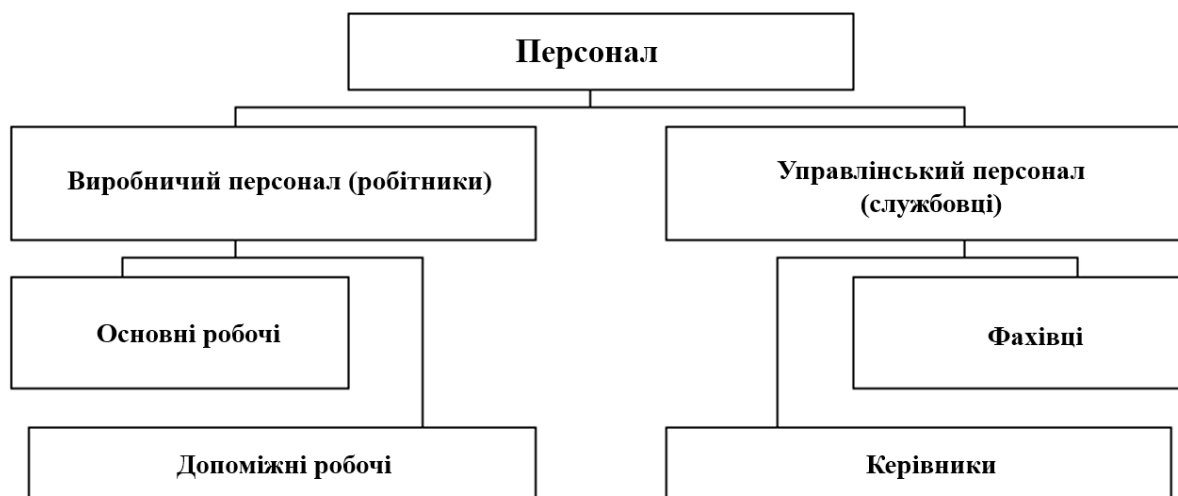 Персонал
Виробничий персонал (робітники)
Управлінський персонал
(службовці)
Основні робочі
Фахівці
Допоміжні робочі
Керівники